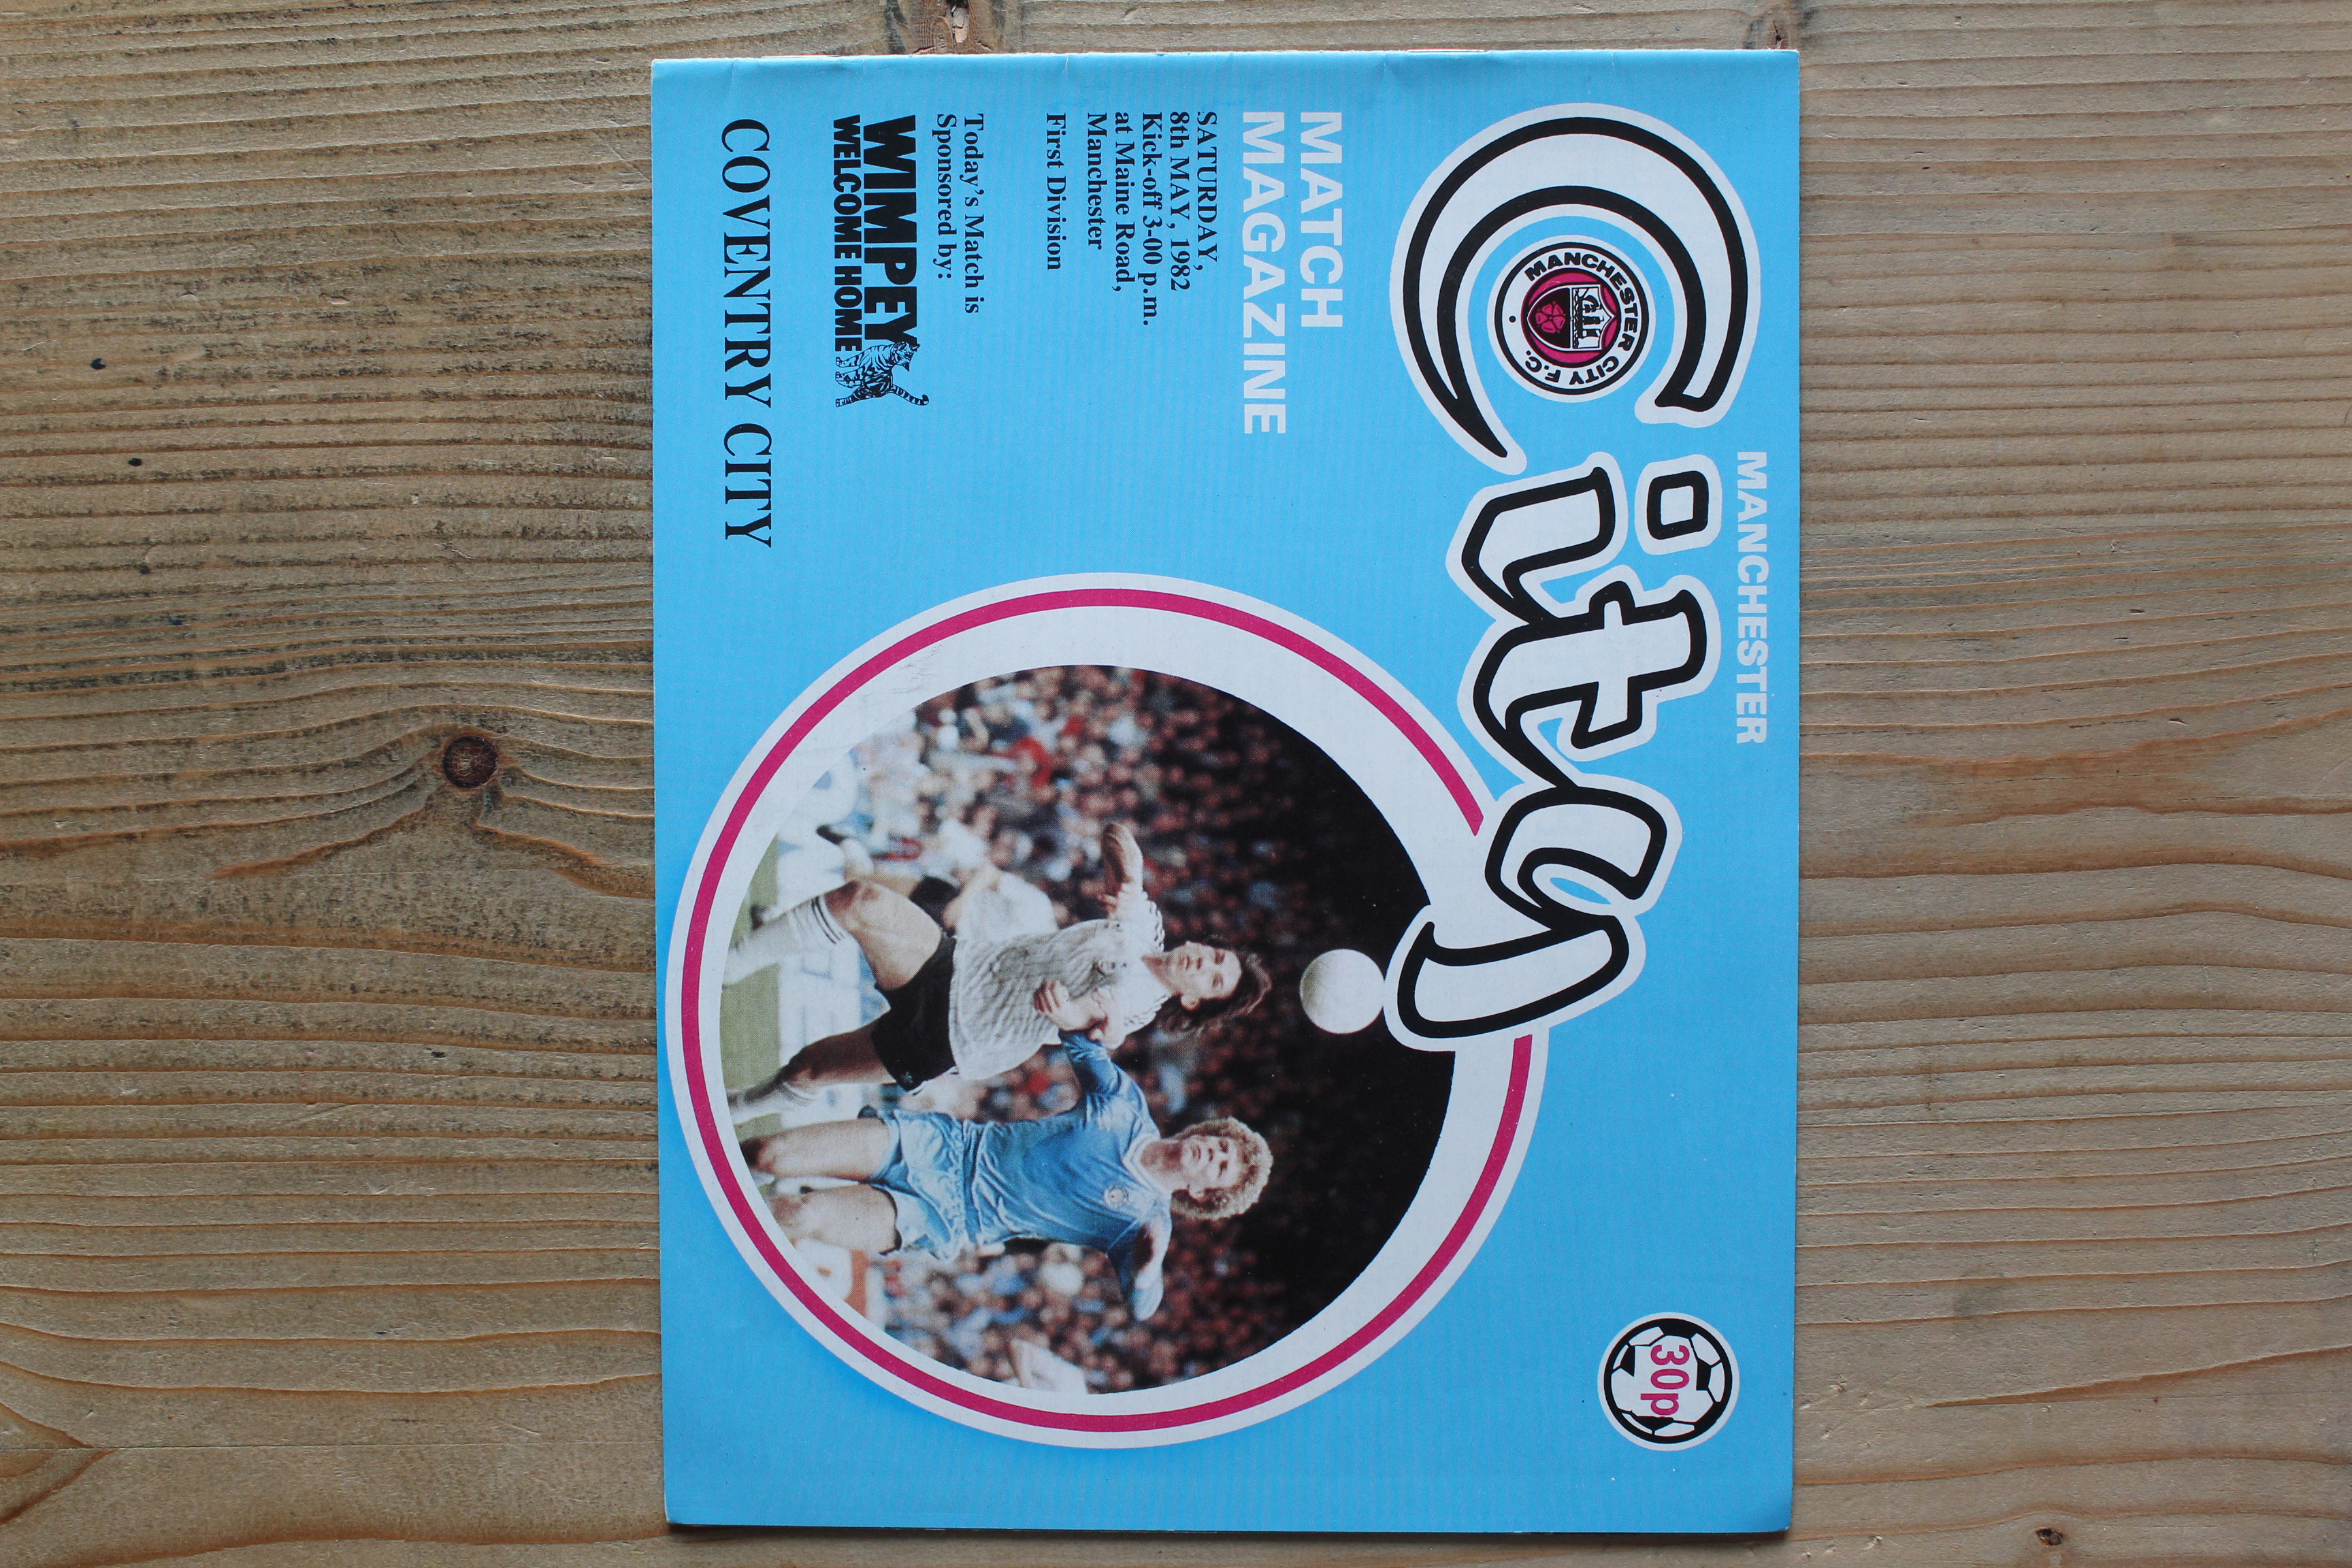 MANCHESTER
City
MANCHESTER CITY F.C.
30p
MATCH
MAGAZINE
SATURDAY,
8th MAY, 1982
Kick-off 3-00 p.m.
at Maine Road,
Manchester
First Division
Today's Match is
Sponsored by:
WIMPEY
WELCOME HOME
COVENTRY CITY